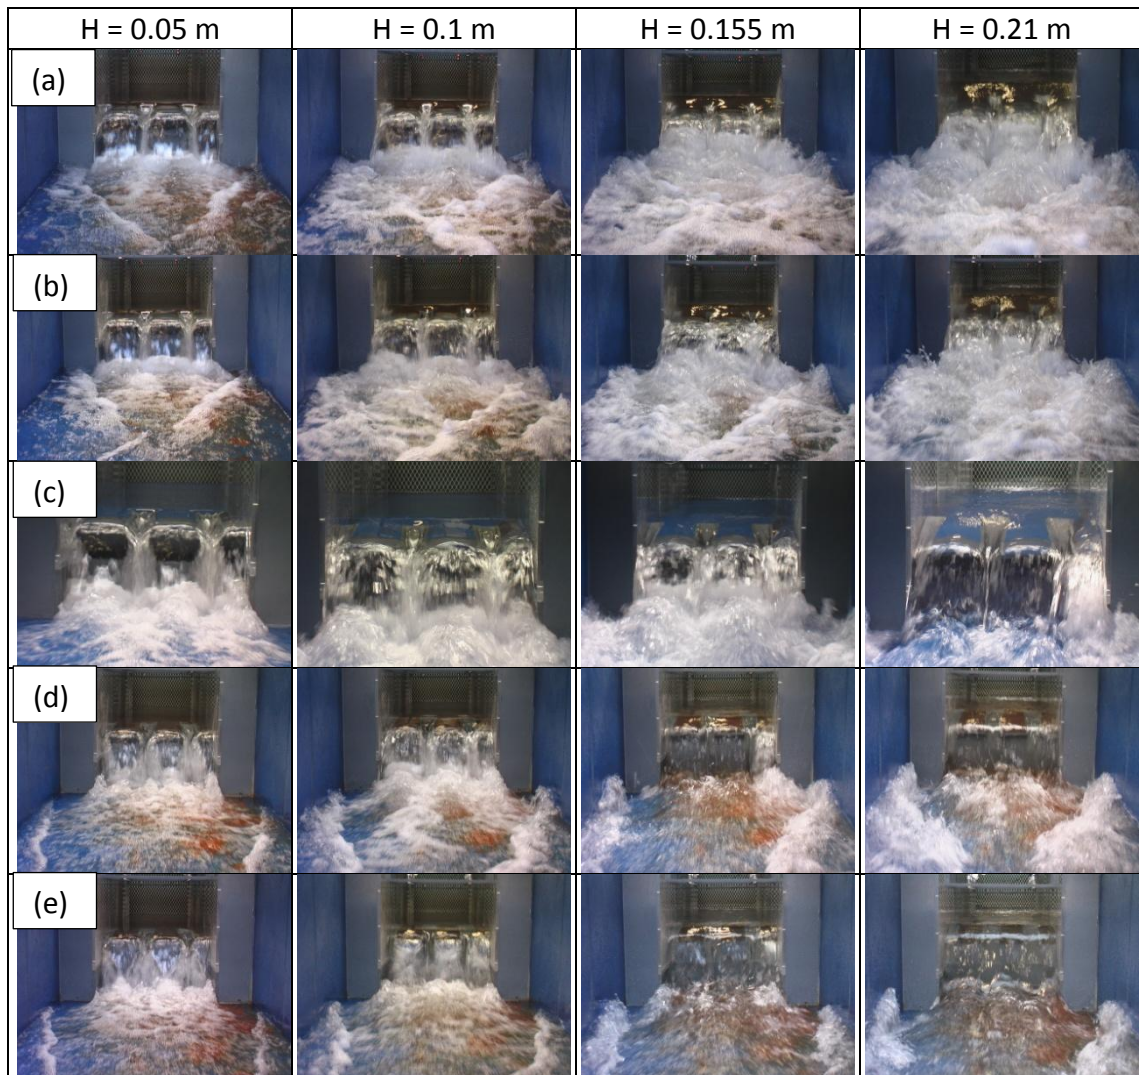 H = 0.05 m H = 0.1 m H = 0.155 m H = 0.21 m
(a)
(b)
(c)
(d)
(e)